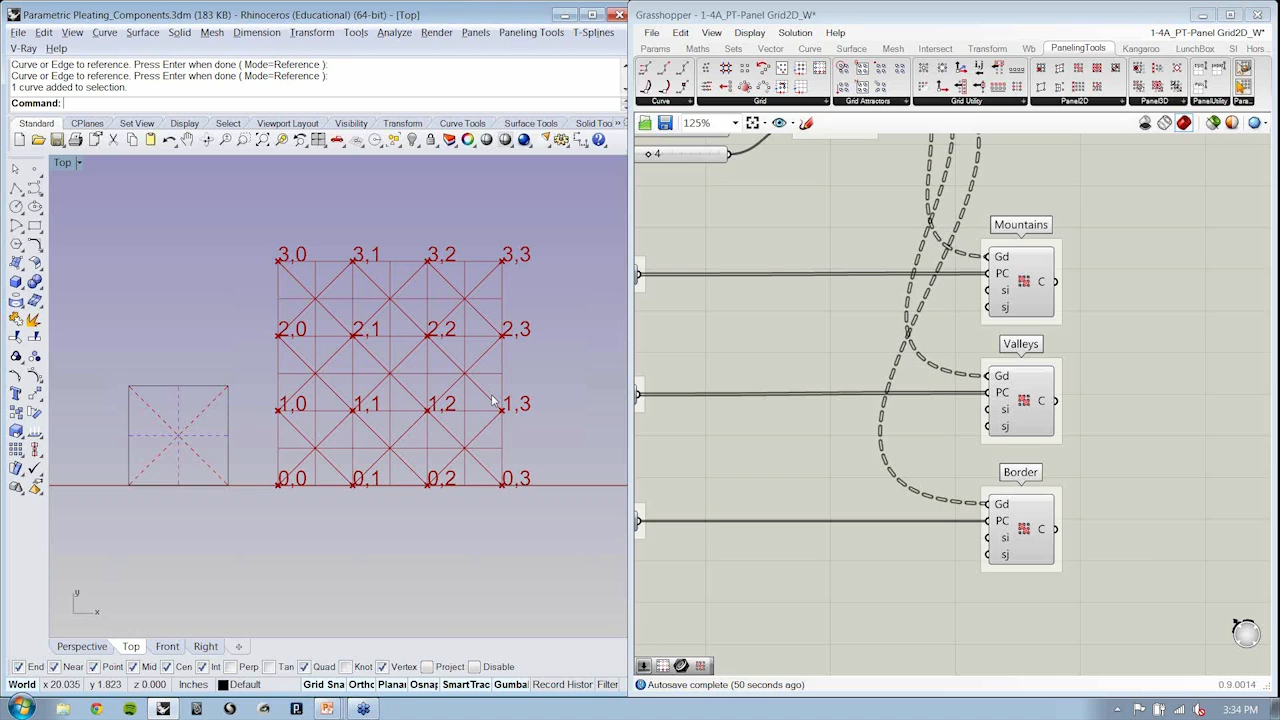 Parametric Pleating_Components.3dm (183 KB) - Rhinoceros (Educational) (64-bit) - [Top]
File Edit View Curve Surface Solid Mesh Dimension Transform Tools Analyze Render Panels Paneling Tools T-Splines
V-Ray Help
Curve or Edge to reference. Press Enter when done ( Mode=Reference ):
Curve or Edge to reference. Press Enter when done ( Mode=Reference ):
1 curve added to selection.
Command:
Standard CPlanes Set View Display Select Viewport Layout Visibility Transform Curve Tools Surface Tools Solid Too
Top
3,0 3,1 3,2 3,3
2,0 2,1 2,2 2,3
1,0 1,1 1,2 1,3
0,0 0,1 0,2 0,3
y
x
Perspective Top Front Right
End Near Point Mid Cen Int Perp Tan Quad Knot Vertex Project Disable
World x 20.035 y 1.823 z 0.000 Inches Default Grid Sna Ortho Planar Osnap SmartTrac Gumba Record Histor Filter
Grasshopper - 1-4A_PT-Panel Grid2D_W*
File Edit View Display Solution Help 1-4A_PT-Panel Grid2D_W*
Params Maths Sets Vector Curve Surface Mesh Intersect Transform Wb PanelingTools Kangaroo LunchBox SI Hors
Curve Grid Grid Attractors Grid Utility Panel2D Panel3D PanelUtility Para...
125%
4
Mountains
Gd
PC
si
sj
C
Valleys
Gd
PC
si
sj
C
Border
Gd
PC
si
sj
C
Autosave complete (50 seconds ago) 0.9.0014
3:34 PM